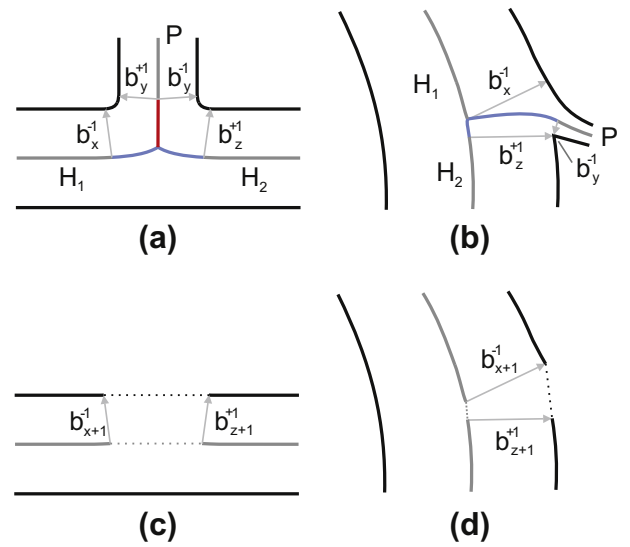 P
b_y^{+1} b_y^{-1}
b_x^{-1} b_z^{+1}
H_1 H_2
(a)
H_1 b_x^{-1}
H_2 b_z^{+1} b_y^{-1} P
(b)
b_{x+1}^{-1} b_{z+1}^{+1}
(c)
b_{x+1}^{-1}
b_{z+1}^{+1}
(d)